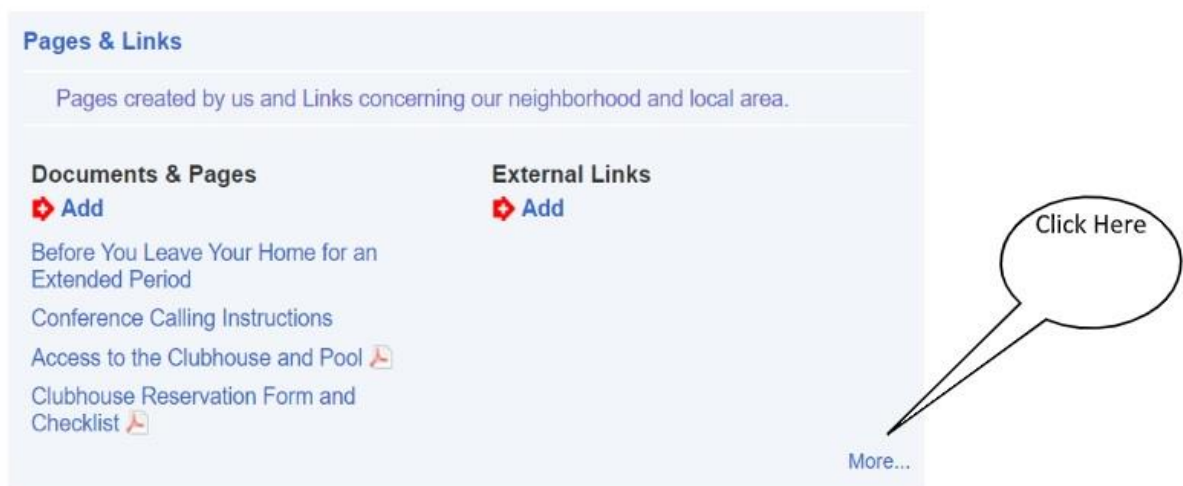 Pages & Links
Pages created by us and Links concerning our neighborhood and local area.
Documents & Pages
Add
Before You Leave Your Home for an
Extended Period
Conference Calling Instructions
Access to the Clubhouse and Pool
Clubhouse Reservation Form and
Checklist
External Links
Add
Click Here
More...